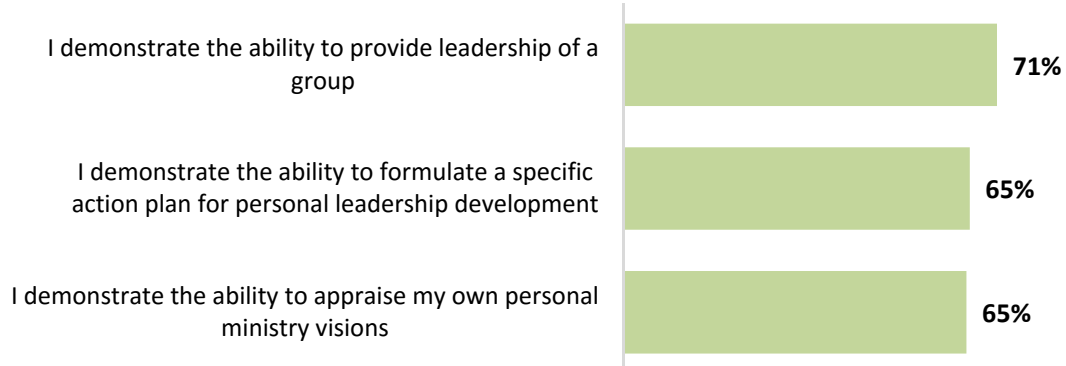 I demonstrate the ability to provide leadership of a
group
71%
I demonstrate the ability to formulate a specific
action plan for personal leadership development
65%
I demonstrate the ability to appraise my own personal
ministry visions
65%